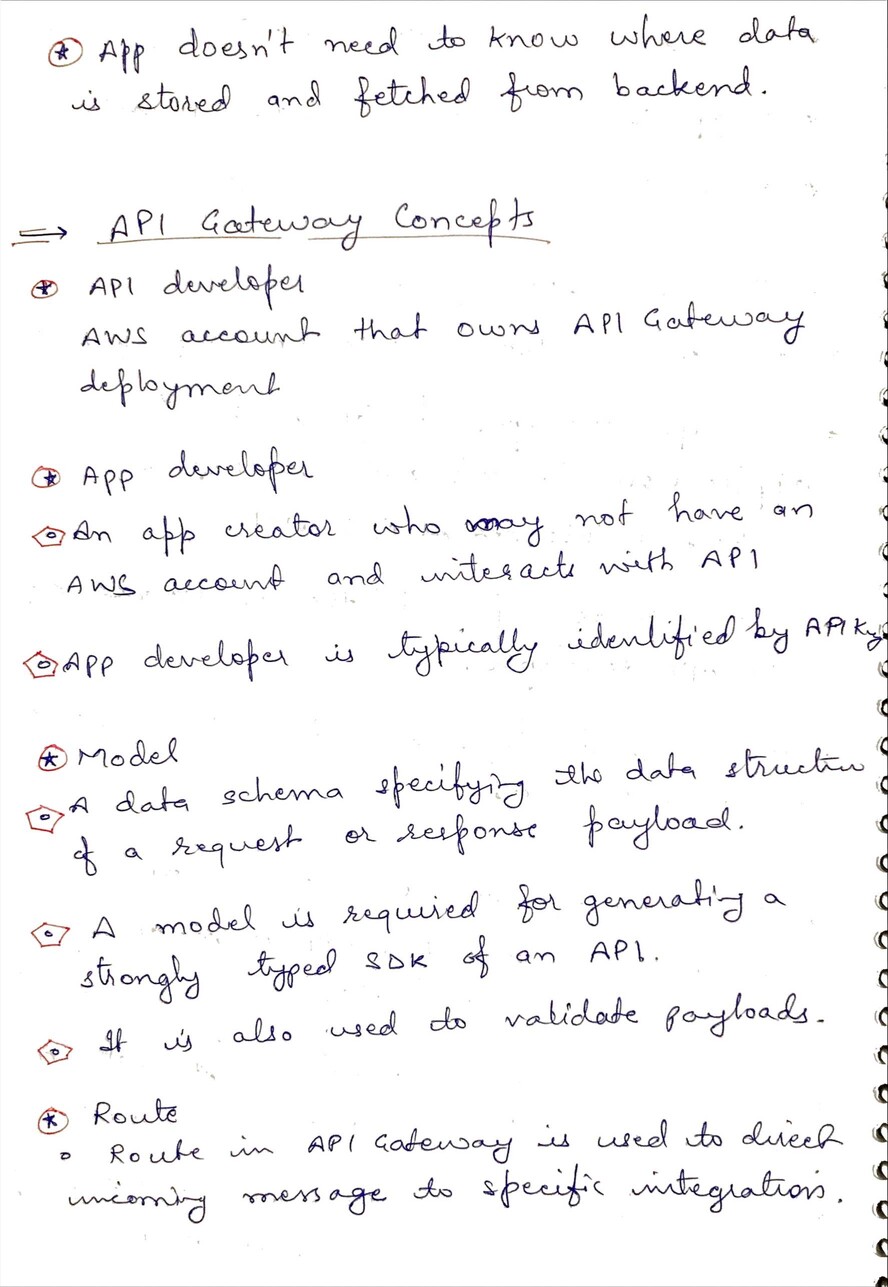 App doesn't need to know where data
is stored and fetched from backend.
⇒ API Gateway Concepts
API developer
AWS account that owns API Gateway
deployment
App developer
An app creator who may not have an
AWS account and interacts with API
App developer is typically identified by API Key
Model
A data schema specifying the data structure
of a request or response payload.
A model is required for generating a
strongly typed SDK of an API.
It is also used to validate payloads.
Route
Route in API Gateway is used to direct
incoming message to specific integration.